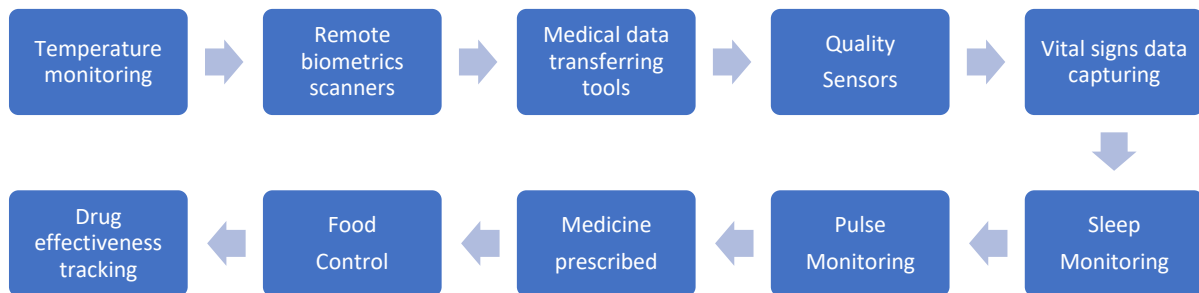 Temperature
monitoring
Remote
biometrics
scanners
Medical data
transferring
tools
Quality
Sensors
Vital signs data
capturing
Sleep
Monitoring
Pulse
Monitoring
Medicine
prescribed
Food
Control
Drug
effectiveness
tracking